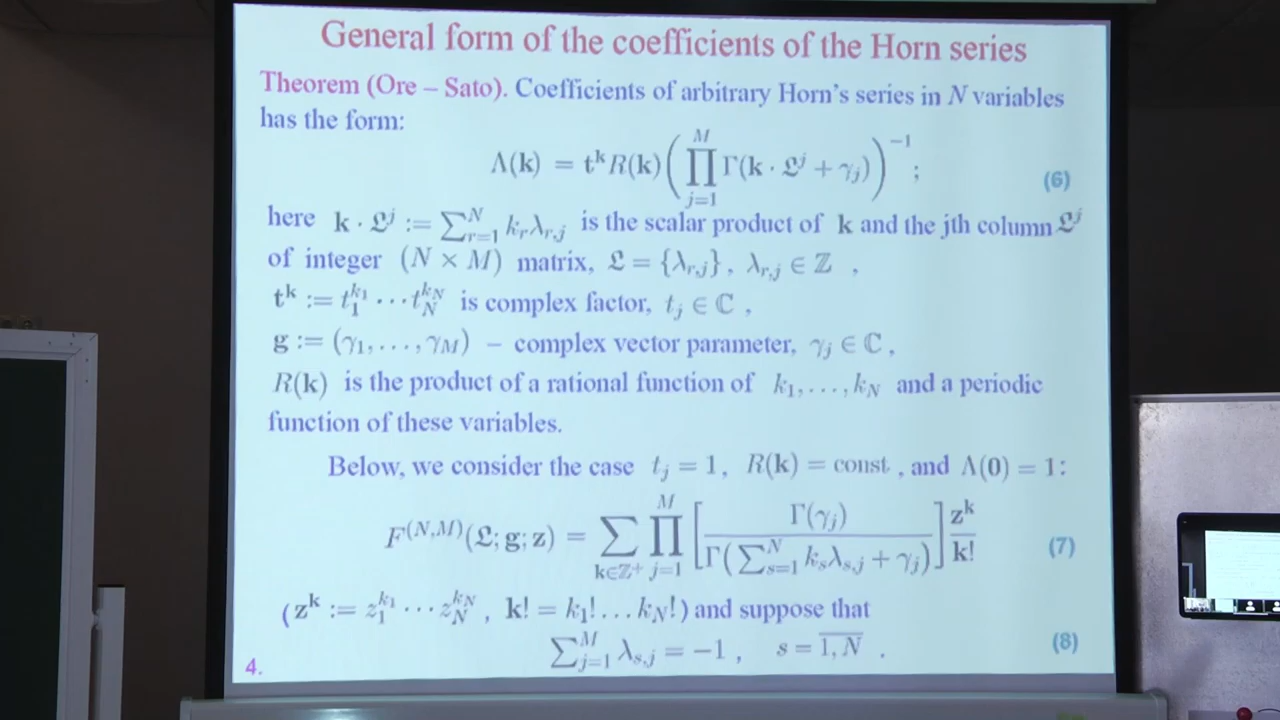 General form of the coefficients of the Horn series
Theorem (Ore – Sato). Coefficients of arbitrary Horn's series in N variables
has the form:
Λ(𝐤) = 𝐭^𝐤 R(𝐤) ( ∏_{j=1}^{M} Γ(𝐤 · 𝔏^j + γ_j) )^{−1} ; (6)
here 𝐤 · 𝔏^j := ∑_{r=1}^{N} k_r λ_{r,j} is the scalar product of 𝐤 and the jth column 𝔏^j
of integer (N × M) matrix, 𝔏 = {λ_{r,j}}, λ_{r,j} ∈ ℤ ,
𝐭^𝐤 := t_1^{k_1} ··· t_N^{k_N} is complex factor, t_j ∈ ℂ ,
𝐠 := (γ_1, ..., γ_M) – complex vector parameter, γ_j ∈ ℂ ,
R(𝐤) is the product of a rational function of k_1, ..., k_N and a periodic
function of these variables.
Below, we consider the case t_j = 1, R(𝐤) = const , and Λ(𝟎) = 1:
F^{(N,M)}(𝔏; 𝐠; 𝐳) = ∑_{𝐤∈ℤ^+} ∏_{j=1}^{M} [ Γ(γ_j) / Γ(∑_{s=1}^{N} k_s λ_{s,j} + γ_j) ] 𝐳^𝐤 / 𝐤! (7)
(𝐳^𝐤 := z_1^{k_1} ··· z_N^{k_N} , 𝐤! = k_1! ... k_N!) and suppose that
∑_{j=1}^{M} λ_{s,j} = −1 , s = \overline{1, N} . (8)
4.